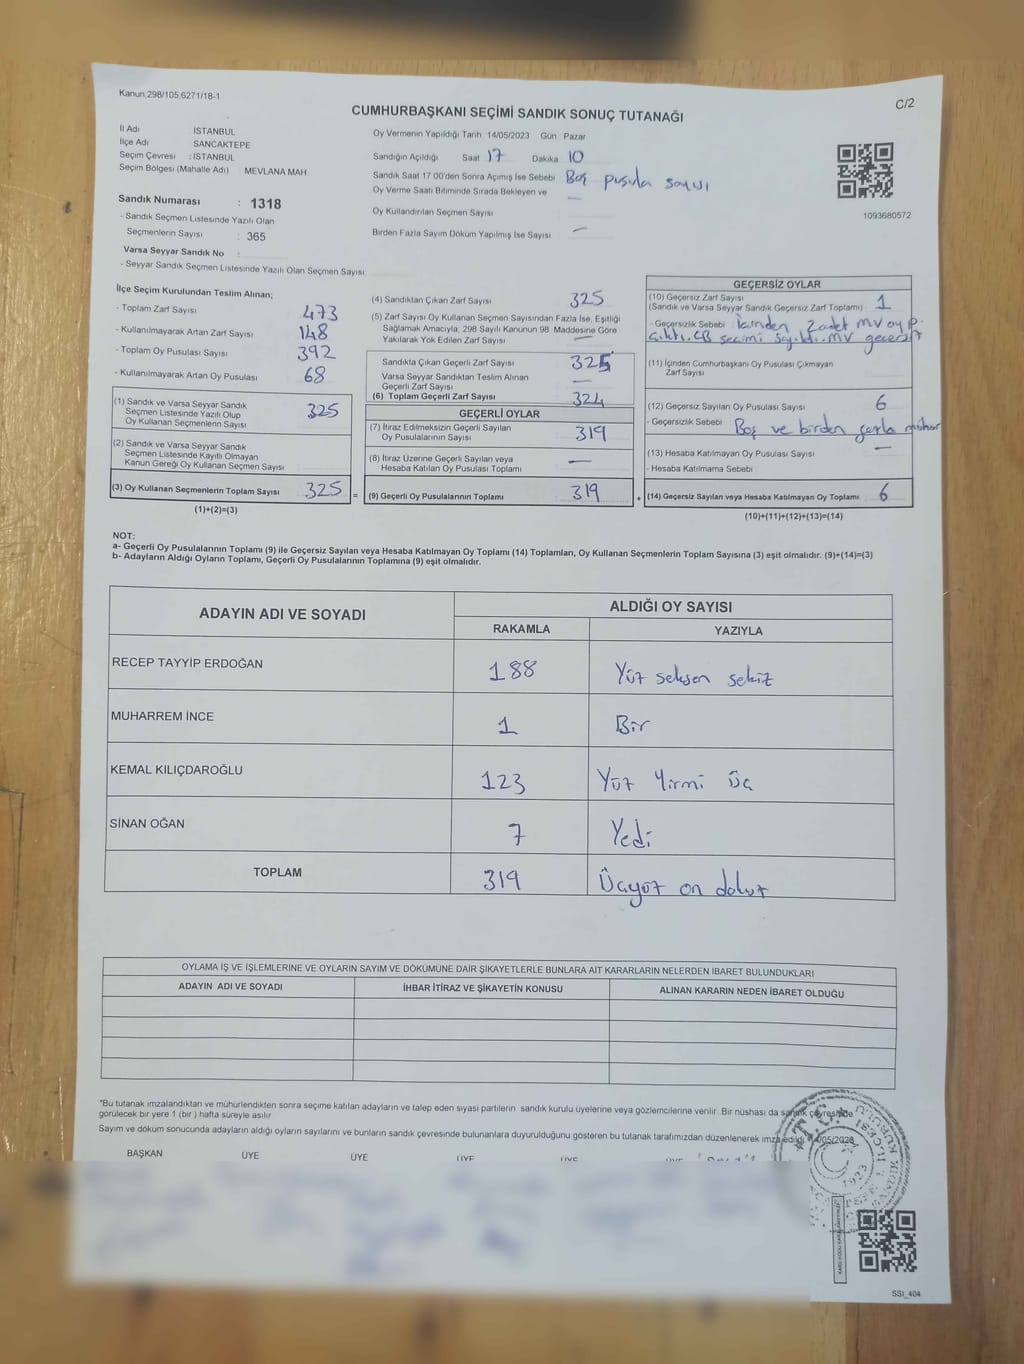 Kanun 298/105,6271/18-1
C/2
CUMHURBAŞKANI SEÇİMİ SANDIK SONUÇ TUTANAĞI
İl Adı İSTANBUL
İlçe Adı SANCAKTEPE
Seçim Çevresi : İSTANBUL
Seçim Bölgesi (Mahalle Adı) MEVLANA MAH
Sandık Numarası : 1318
- Sandık Seçmen Listesinde Yazılı Olan
Seçmenlerin Sayısı : 365
Varsa Seyyar Sandık No :
- Seyyar Sandık Seçmen Listesinde Yazılı Olan Seçmen Sayısı
Oy Vermenin Yapıldığı Tarih 14/05/2023 Gün Pazar
Sandığın Açıldığı Saat 17 Dakika 10
Sandık Saat 17 00'den Sonra Açımış İse Sebebi Boş pusula sayısı
Oy Verme Saati Bitiminde Sırada Bekleyen ve —
Oy Kullandırılan Seçmen Sayısı
Birden Fazla Sayım Döküm Yapılmış İse Sayısı —
1093680572
İlçe Seçim Kurulundan Teslim Alınan;
- Toplam Zarf Sayısı 473
- Kullanılmayarak Artan Zarf Sayısı 148
- Toplam Oy Pusulası Sayısı 392
- Kullanılmayarak Artan Oy Pusulası 68
(1) Sandık ve Varsa Seyyar Sandık
Seçmen Listesinde Yazılı Olup
Oy Kullanan Seçmenlerin Sayısı 325
(2) Sandık ve Varsa Seyyar Sandık
Seçmen Listesinde Kayıtlı Olmayan
Kanun Gereği Oy Kullanan Seçmen Sayısı
(3) Oy Kullanan Seçmenlerin Toplam Sayısı 325 =
(1)+(2)=(3)
(4) Sandıktan Çıkan Zarf Sayısı 325
(5) Zarf Sayısı Oy Kullanan Seçmen Sayısından Fazla İse, Eşitliği
Sağlamak Amacıyla, 298 Sayılı Kanunun 98 Maddesine Göre
Yakılarak Yok Edilen Zarf Sayısı —
Sandıkta Çıkan Geçerli Zarf Sayısı 325
Varsa Seyyar Sandıktan Teslim Alınan
Geçerli Zarf Sayısı —
(6) Toplam Geçerli Zarf Sayısı 324
GEÇERLİ OYLAR
(7) İtiraz Edilmeksizin Geçerli Sayılan
Oy Pusulalarının Sayısı 319
(8) İtiraz Üzerine Geçerli Sayılan veya
Hesaba Katılan Oy Pusulası Toplamı —
(9) Geçerli Oy Pusulalarının Toplamı 319 +
GEÇERSİZ OYLAR
(10) Geçersiz Zarf Sayısı
(Sandık ve Varsa Seyyar Sandık Geçersiz Zarf Toplamı) 1
- Geçersizlik Sebebi İçinden 2 adet MV oy p.
çıktı. CB seçimi sayıldı. MV geçersiz
(11) İçinden Cumhurbaşkanı Oy Pusulası Çıkmayan
Zarf Sayısı
(12) Geçersiz Sayılan Oy Pusulası Sayısı 6
- Geçersizlik Sebebi Boş ve birden fazla mühür
(13) Hesaba Katılmayan Oy Pusulası Sayısı —
- Hesaba Katılmama Sebebi
(14) Geçersiz Sayılan veya Hesaba Katılmayan Oy Toplamı 6
(10)+(11)+(12)+(13)=(14)
NOT:
a- Geçerli Oy Pusulalarının Toplamı (9) ile Geçersiz Sayılan veya Hesaba Katılmayan Oy Toplamı (14) Toplamları, Oy Kullanan Seçmenlerin Toplam Sayısına (3) eşit olmalıdır. (9)+(14)=(3)
b- Adayların Aldığı Oyların Toplamı, Geçerli Oy Pusulalarının Toplamına (9) eşit olmalıdır.
ADAYIN ADI VE SOYADI ALDIĞI OY SAYISI
RAKAMLA YAZIYLA
RECEP TAYYİP ERDOĞAN 188 Yüz seksen sekiz
MUHARREM İNCE 1 Bir
KEMAL KILIÇDAROĞLU 123 Yüz Yirmi Üç
SİNAN OĞAN 7 Yedi
TOPLAM 319 Üçyüz on dokuz
OYLAMA İŞ VE İŞLEMLERİNE VE OYLARIN SAYIM VE DÖKÜMÜNE DAİR ŞİKAYETLERLE BUNLARA AİT KARARLARIN NELERDEN İBARET BULUNDUKLARI
ADAYIN ADI VE SOYADI İHBAR İTİRAZ VE ŞİKAYETİN KONUSU ALINAN KARARIN NEDEN İBARET OLDUĞU
"Bu tutanak imzalandıktan ve mühürlendikten sonra seçime katılan adayların ve talep eden siyasi partilerin sandık kurulu üyelerine veya gözlemcilerine verilir Bir nüshası da sandık çevresinde
görülecek bir yere 1 (bir ) hafta süreyle asılır
Sayım ve döküm sonucunda adayların aldığı oyların sayılarını ve bunların sandık çevresinde bulunanlara duyurulduğunu gösteren bu tutanak tarafımızdan düzenlenerek imza edildi 14/05/2023
BAŞKAN ÜYE ÜYE ÜYE ÜYE
T.C.
1923
SSI_404